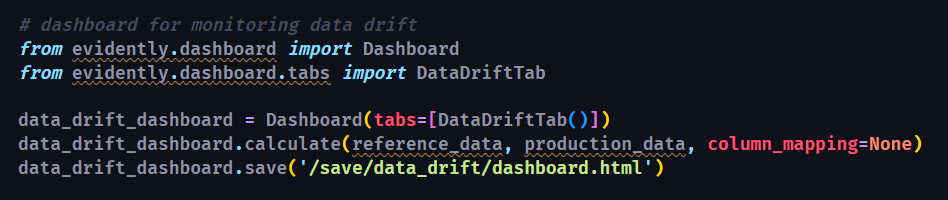 # dashboard for monitoring data drift
from evidently.dashboard import Dashboard
from evidently.dashboard.tabs import DataDriftTab
data_drift_dashboard = Dashboard(tabs=[DataDriftTab()])
data_drift_dashboard.calculate(reference_data, production_data, column_mapping=None)
data_drift_dashboard.save('/save/data_drift/dashboard.html')